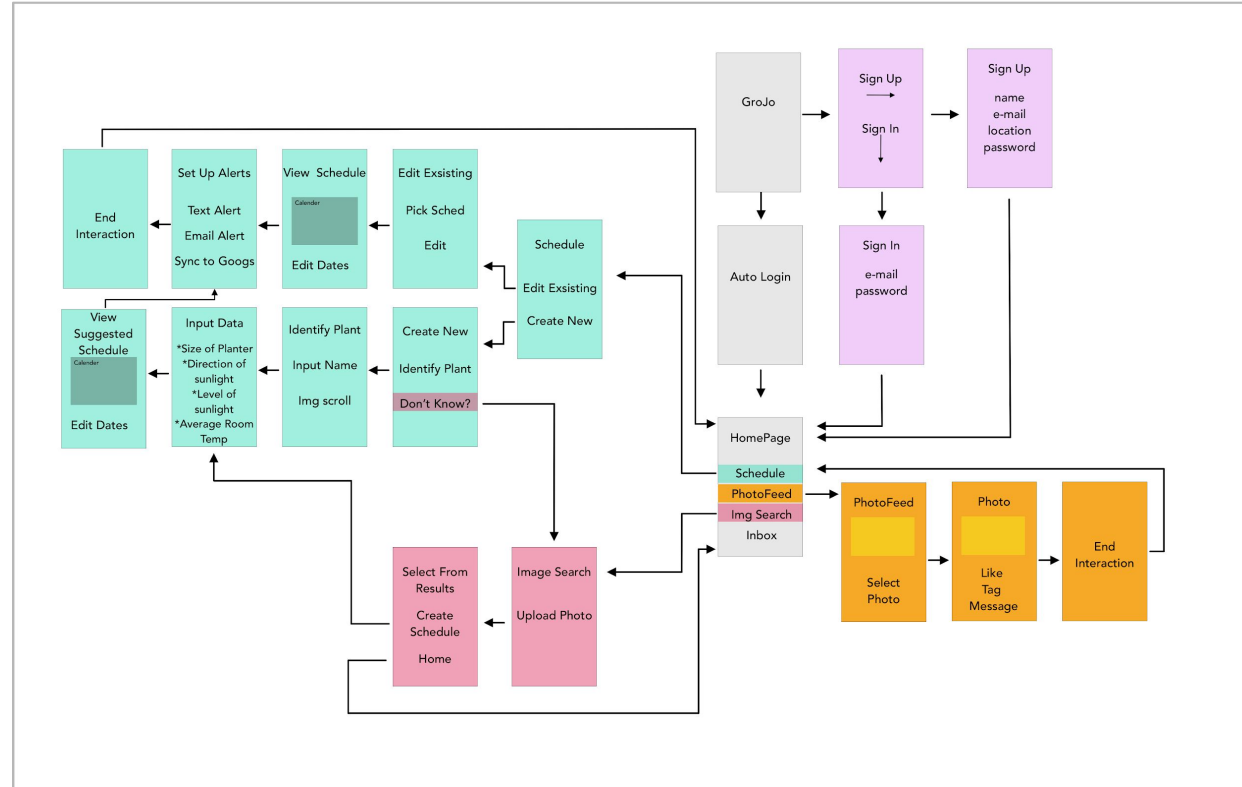 GroJo
Sign Up
Sign In
Sign Up
name
e-mail
location
password
Auto Login
Sign In
e-mail
password
End
Interaction
Set Up Alerts
Text Alert
Email Alert
Sync to Googs
View Schedule
Calender
Edit Dates
Edit Exsisting
Pick Sched
Edit
Schedule
Edit Exsisting
Create New
View
Suggested
Schedule
Calender
Edit Dates
Input Data
*Size of Planter
*Direction of
sunlight
*Level of
sunlight
*Average Room
Temp
Identify Plant
Input Name
Img scroll
Create New
Identify Plant
Don't Know?
HomePage
Schedule
PhotoFeed
Img Search
Inbox
PhotoFeed
Select
Photo
Photo
Like
Tag
Message
End
Interaction
Select From
Results
Create
Schedule
Home
Image Search
Upload Photo